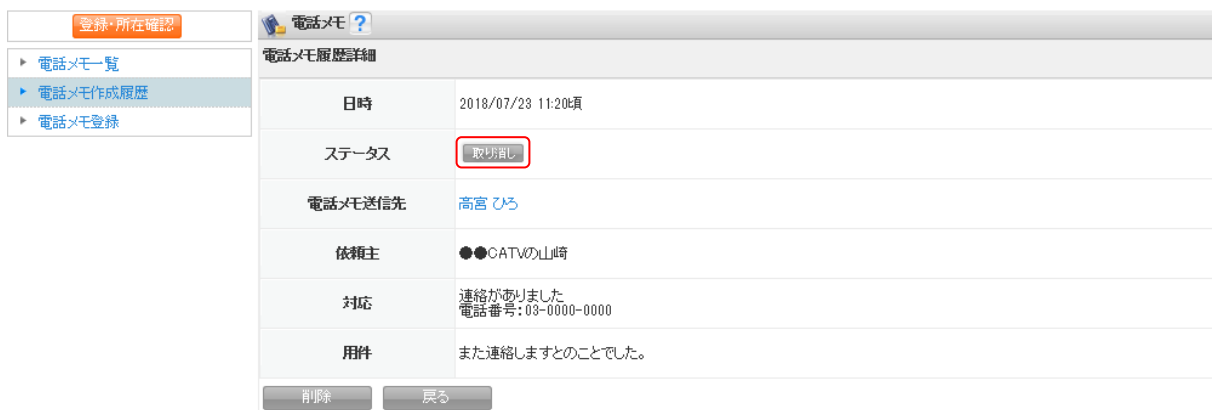 登録・所在確認
電話メモ一覧
電話メモ作成履歴
電話メモ登録
電話メモ ?
電話メモ履歴詳細
日時 2018/07/23 11:20頃
ステータス 取り消し
電話メモ送信先 高宮 ひろ
依頼主 ●●CATVの山崎
対応 連絡がありました
電話番号:03-0000-0000
用件 また連絡しますとのことでした。
削除 戻る